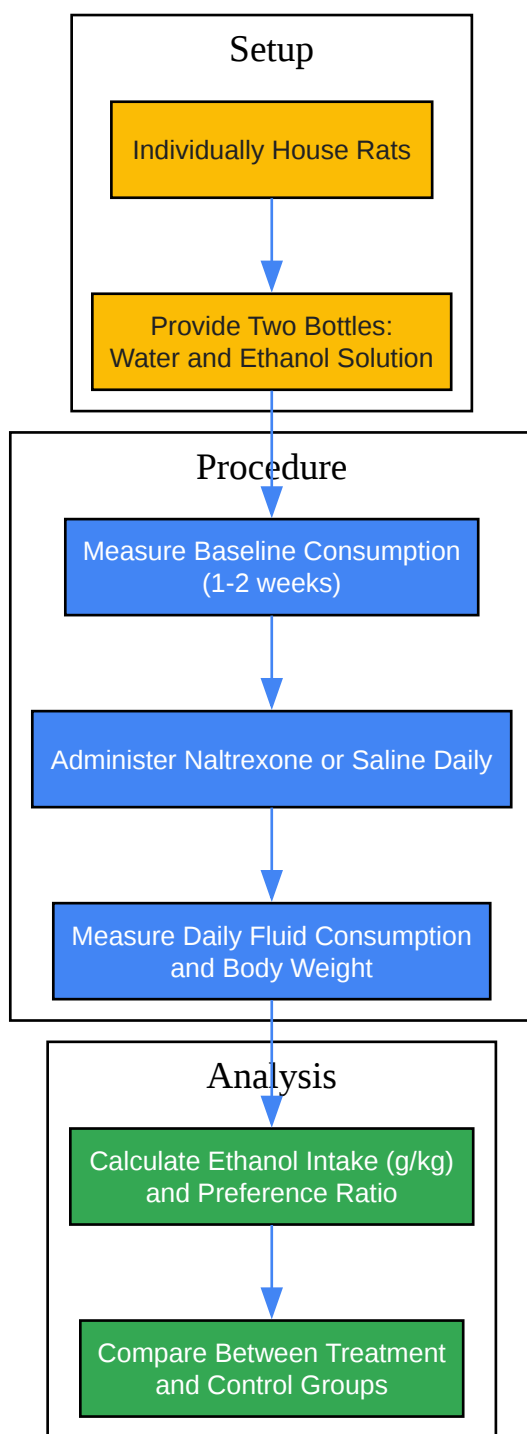 Setup
Individually House Rats
Provide Two Bottles:
Water and Ethanol Solution
Procedure
Measure Baseline Consumption
(1-2 weeks)
Administer Naltrexone or Saline Daily
Measure Daily Fluid Consumption
and Body Weight
Analysis
Calculate Ethanol Intake (g/kg)
and Preference Ratio
Compare Between Treatment
and Control Groups